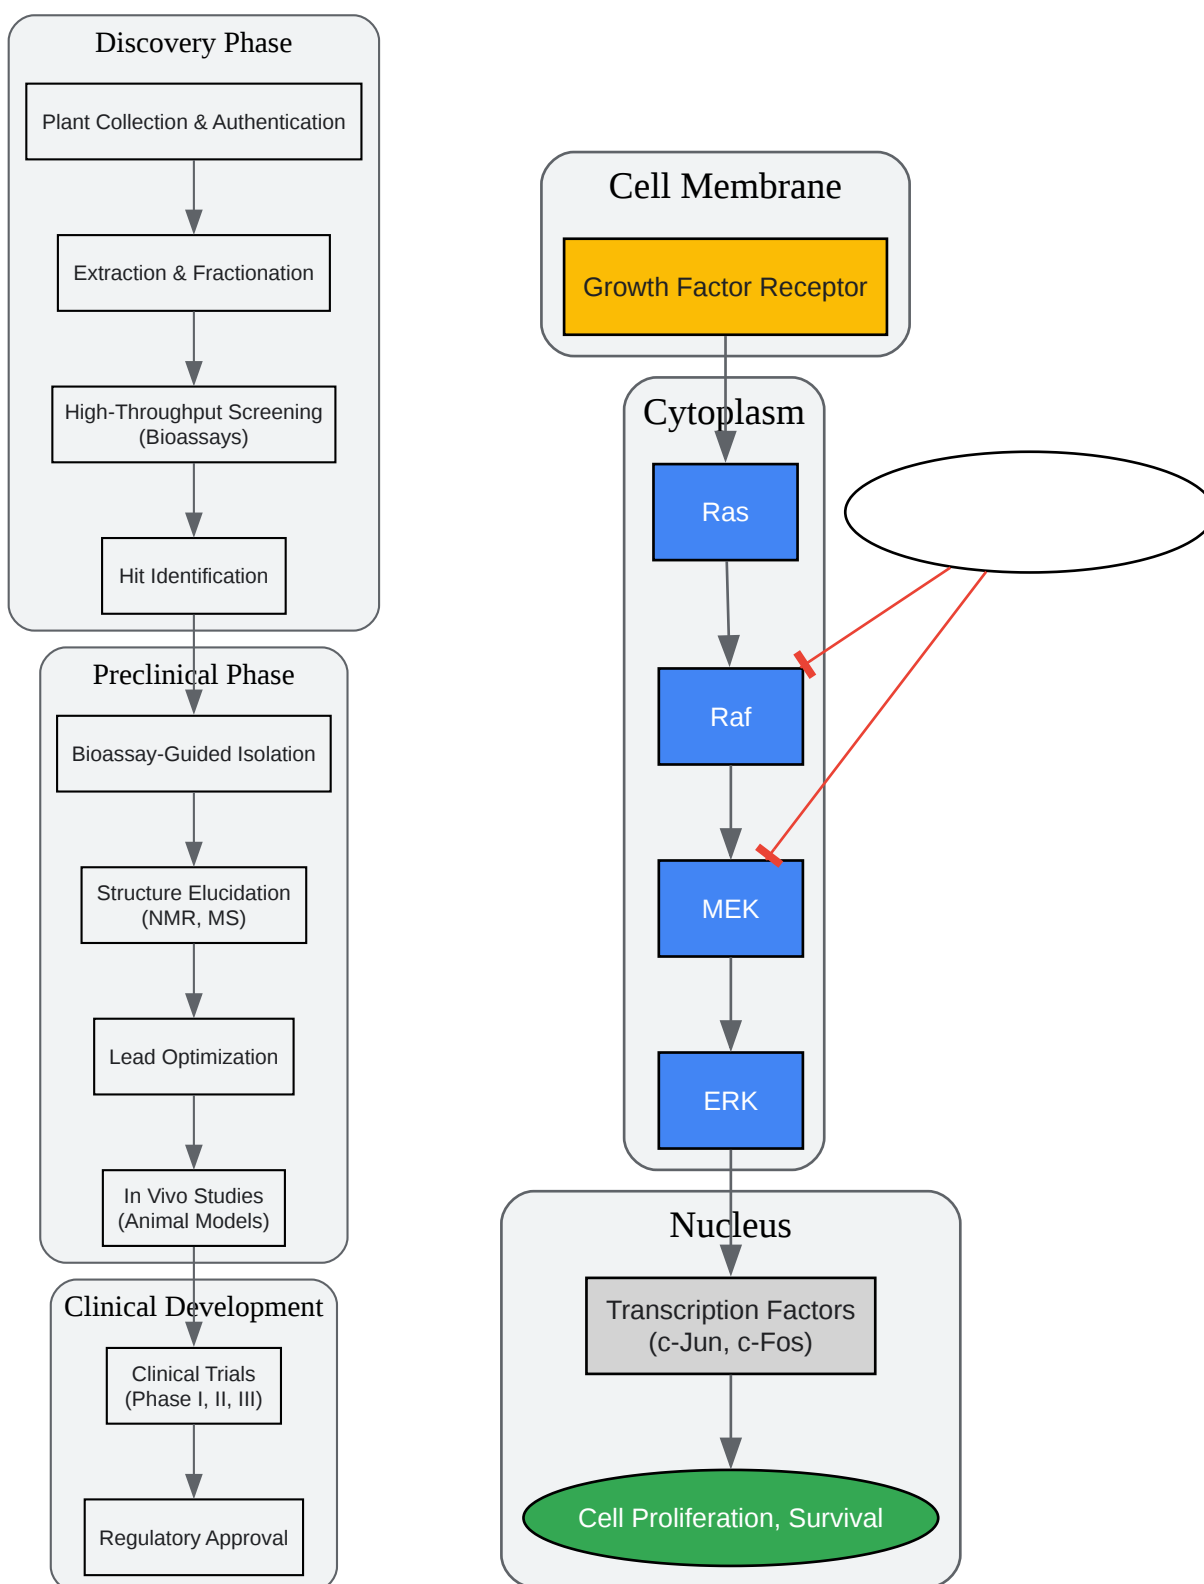 Discovery Phase
Plant Collection & Authentication
Extraction & Fractionation
High-Throughput Screening
(Bioassays)
Hit Identification
Preclinical Phase
Bioassay-Guided Isolation
Structure Elucidation
(NMR, MS)
Lead Optimization
In Vivo Studies
(Animal Models)
Clinical Development
Clinical Trials
(Phase I, II, III)
Regulatory Approval
Cell Membrane
Growth Factor Receptor
Cytoplasm
Ras
Raf
MEK
ERK
Nucleus
Transcription Factors
(c-Jun, c-Fos)
Cell Proliferation, Survival